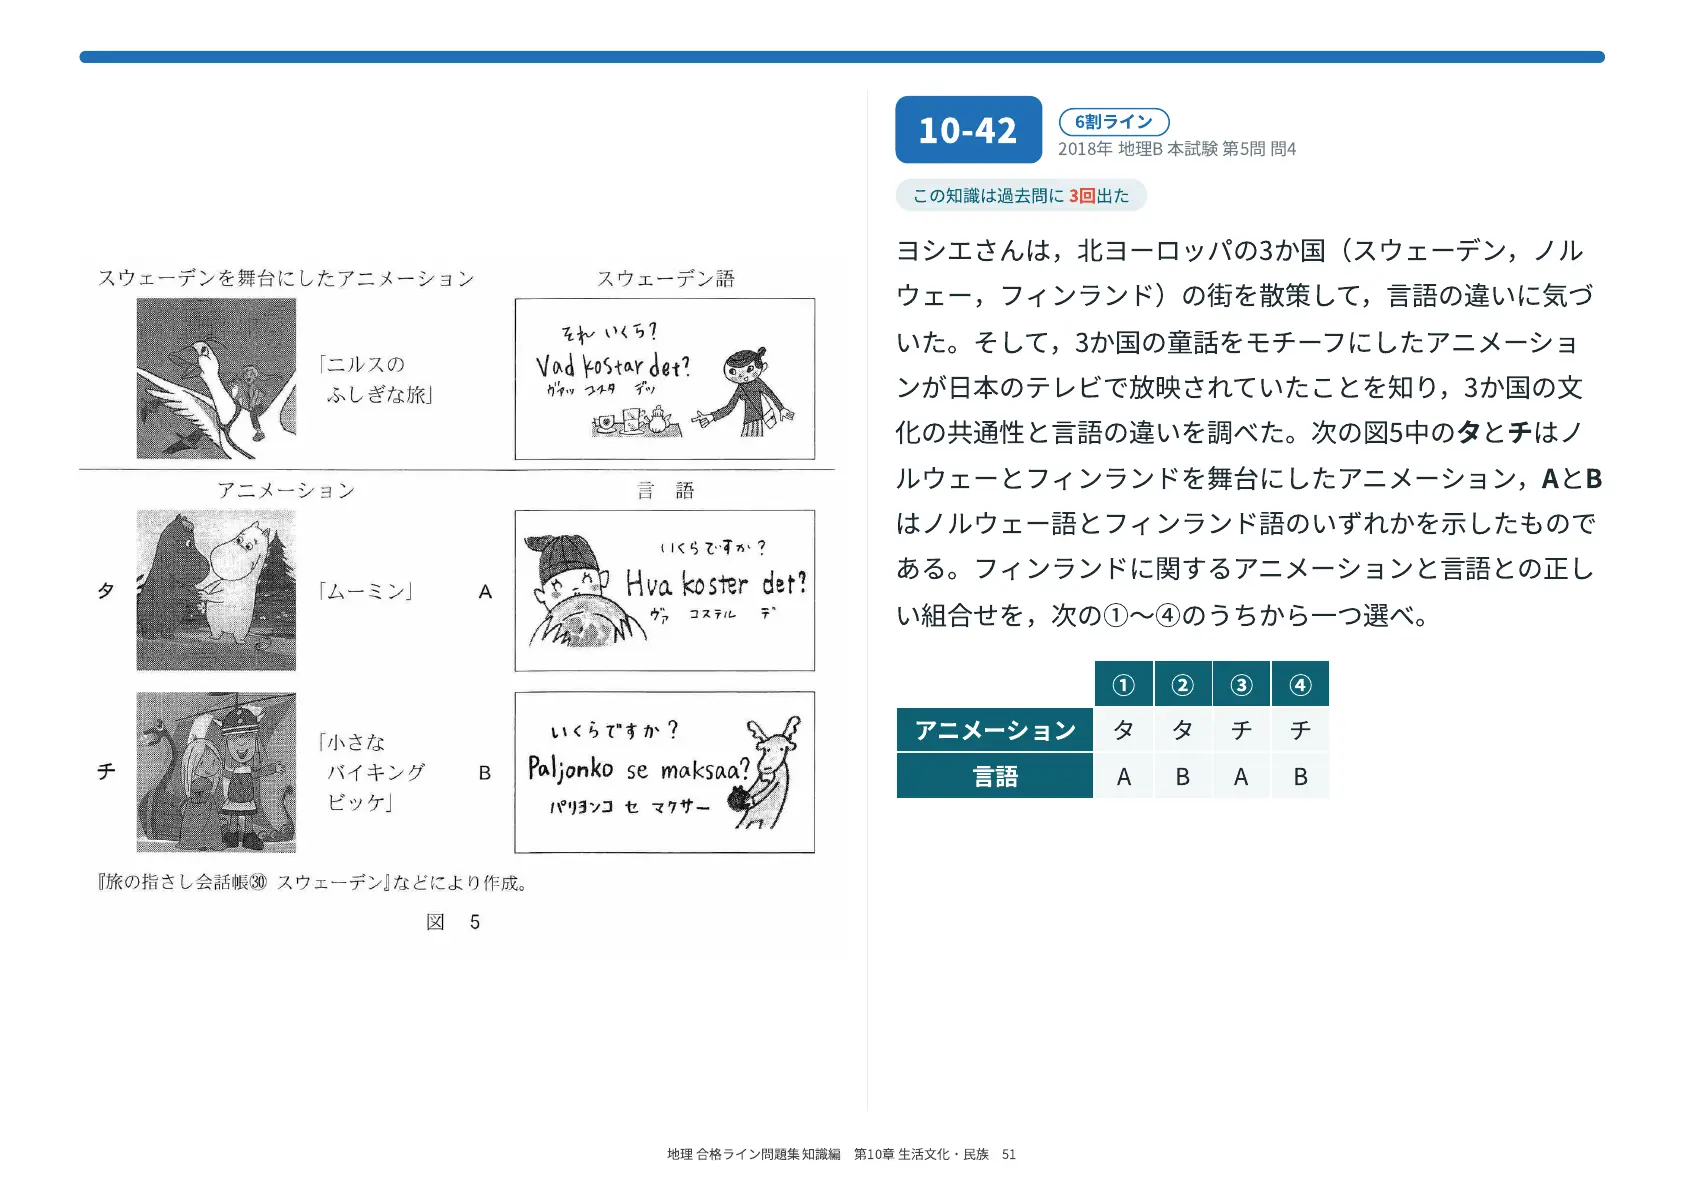 スウェーデンを舞台にしたアニメーション
スウェーデン語
「ニルスの
ふしぎな旅」
それ いくら?
Vad kostar det?
ヴァッ コスタ デッ
アニメーション
言 語
タ
「ムーミン」
A
いくらですか?
Hva koster det?
ヴァ コステル デ
チ
「小さな
バイキング
ビッケ」
B
いくらですか?
Paljonko se maksaa?
パリヨンコ セ マクサー
『旅の指さし会話帳㉚ スウェーデン』などにより作成。
図 5
10-42
6割ライン
2018年 地理B 本試験 第5問 問4
この知識は過去問に 3回出た
ヨシエさんは，北ヨーロッパの3か国（スウェーデン，ノル
ウェー，フィンランド）の街を散策して，言語の違いに気づ
いた。そして，3か国の童話をモチーフにしたアニメーショ
ンが日本のテレビで放映されていたことを知り，3か国の文
化の共通性と言語の違いを調べた。次の図5中のタとチはノ
ルウェーとフィンランドを舞台にしたアニメーション，AとB
はノルウェー語とフィンランド語のいずれかを示したもので
ある。フィンランドに関するアニメーションと言語との正し
い組合せを，次の①～④のうちから一つ選べ。
① ② ③ ④
アニメーション タ タ チ チ
言語 A B A B
地理 合格ライン問題集 知識編 第10章 生活文化・民族 51